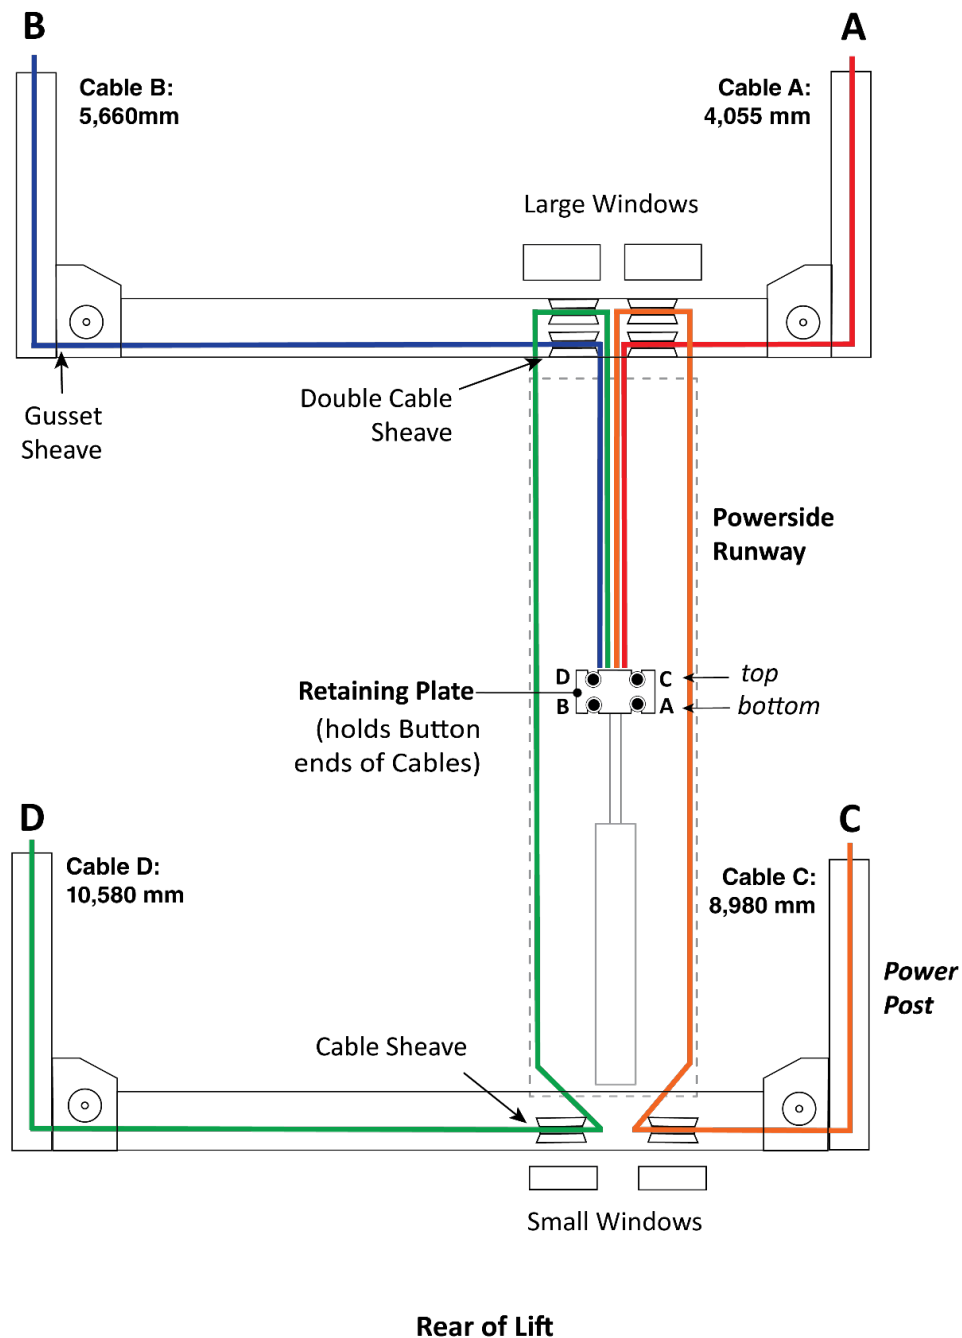 B
A
Cable B:
5,660mm
Cable A:
4,055 mm
Large Windows
Gusset
Sheave
Double Cable
Sheave
Powerside
Runway
D
C
top
Retaining Plate
B
A
bottom
(holds Button
ends of Cables)
D
C
Cable D:
10,580 mm
Cable C:
8,980 mm
Power
Post
Cable Sheave
Small Windows
Rear of Lift